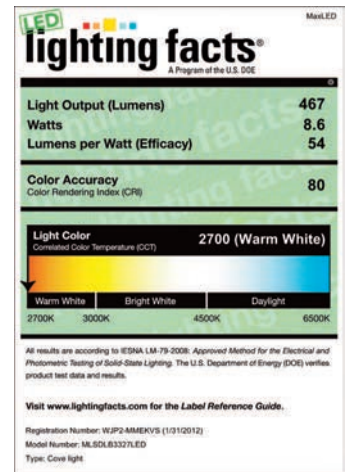 MaxLED
LED
lighting facts®
A Program of the U.S. DOE
Light Output (Lumens) 467
Watts 8.6
Lumens per Watt (Efficacy) 54
Color Accuracy 80
Color Rendering Index (CRI)
Light Color 2700 (Warm White)
Correlated Color Temperature (CCT)
Warm White Bright White Daylight
2700K 3000K 4500K 6500K
All results are according to IESNA LM-79-2008: Approved Method for the Electrical and
Photometric Testing of Solid-State Lighting. The U.S. Department of Energy (DOE) verifies
product test data and results.
Visit www.lightingfacts.com for the Label Reference Guide.
Registration Number: WJP2-MMEKVS (1/31/2012)
Model Number: MLSDLB3327LED
Type: Cove light